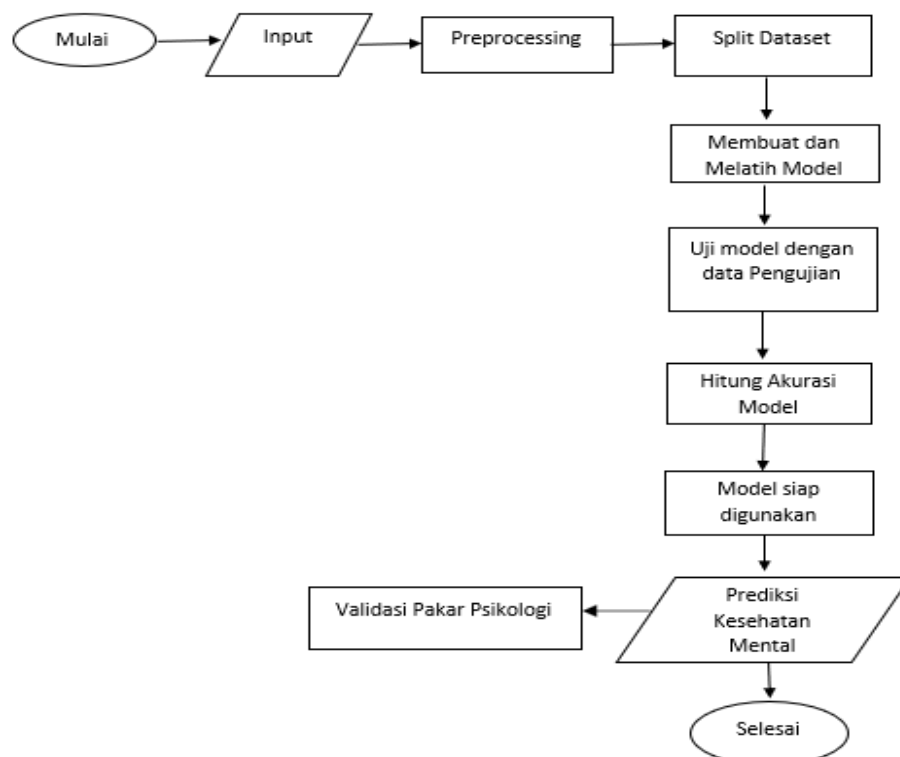 Mulai
Input
Preprocessing
Split Dataset
Membuat dan
Melatih Model
Uji model dengan
data Pengujian
Hitung Akurasi
Model
Model siap
digunakan
Prediksi
Kesehatan
Mental
Validasi Pakar Psikologi
Selesai